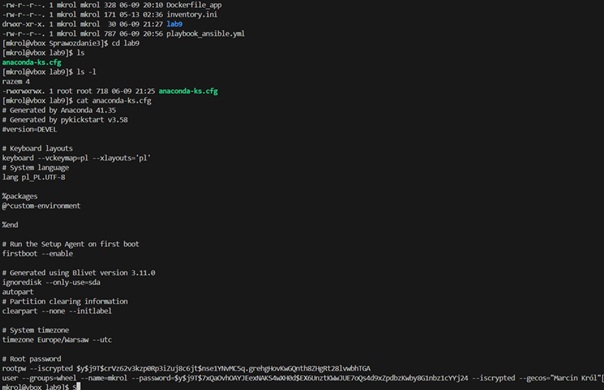 -rw-r--r--. 1 mkrol mkrol 328 06-09 20:10 Dockerfile_app
-rw-r--r--. 1 mkrol mkrol 171 05-13 02:36 inventory.ini
drwxr-xr-x. 1 mkrol mkrol  30 06-09 21:27 lab9
-rw-r--r--. 1 mkrol mkrol 787 06-09 20:56 playbook_ansible.yml
[mkrol@vbox Sprawozdanie3]$ cd lab9
[mkrol@vbox lab9]$ ls
anaconda-ks.cfg
[mkrol@vbox lab9]$ ls -l
razem 4
-rwxrwxrwx. 1 root root 718 06-09 21:25 anaconda-ks.cfg
[mkrol@vbox lab9]$ cat anaconda-ks.cfg
# Generated by Anaconda 41.35
# Generated by pykickstart v3.58
#version=DEVEL
# Keyboard layouts
keyboard --vckeymap=pl --xlayouts='pl'
# System language
lang pl_PL.UTF-8
%packages
@^custom-environment
%end
# Run the Setup Agent on first boot
firstboot --enable
# Generated using Blivet version 3.11.0
ignoredisk --only-use=sda
autopart
# Partition clearing information
clearpart --none --initlabel
# System timezone
timezone Europe/Warsaw --utc
# Root password
rootpw --iscrypted
user --groups=wheel --name=mkrol --iscrypted --gecos="Marcin Król"[
mkrol@vbox lab9]$ S